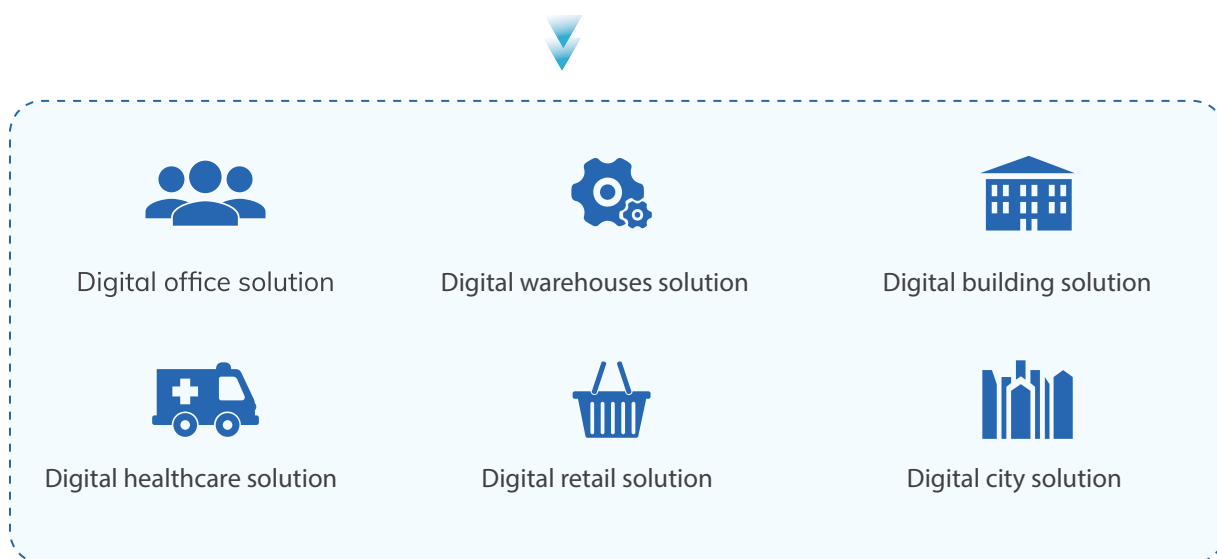 Digital office solution
Digital warehouses solution
Digital building solution
Digital healthcare solution
Digital retail solution
Digital city solution